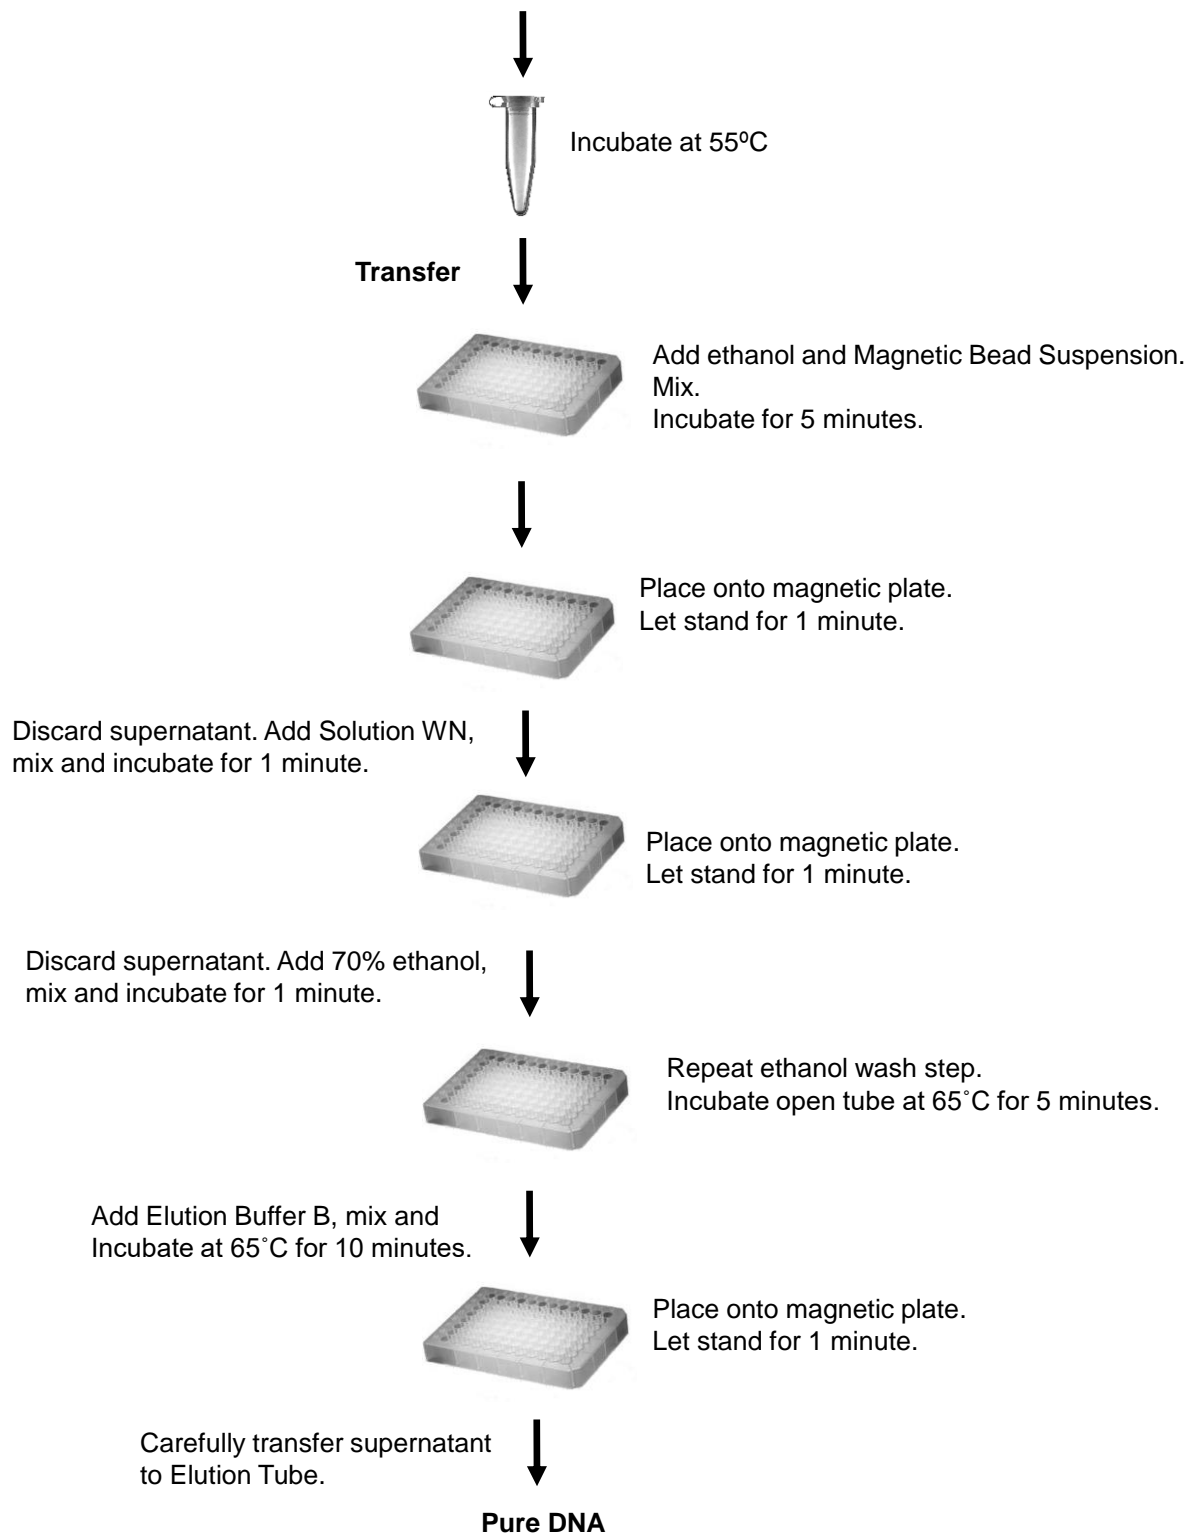 Incubate at 55ºC
Transfer
Add ethanol and Magnetic Bead Suspension.
Mix.
Incubate for 5 minutes.
Place onto magnetic plate.
Let stand for 1 minute.
Discard supernatant. Add Solution WN,
mix and incubate for 1 minute.
Place onto magnetic plate.
Let stand for 1 minute.
Discard supernatant. Add 70% ethanol,
mix and incubate for 1 minute.
Repeat ethanol wash step.
Incubate open tube at 65˚C for 5 minutes.
Add Elution Buffer B, mix and
Incubate at 65˚C for 10 minutes.
Place onto magnetic plate.
Let stand for 1 minute.
Carefully transfer supernatant
to Elution Tube.
Pure DNA